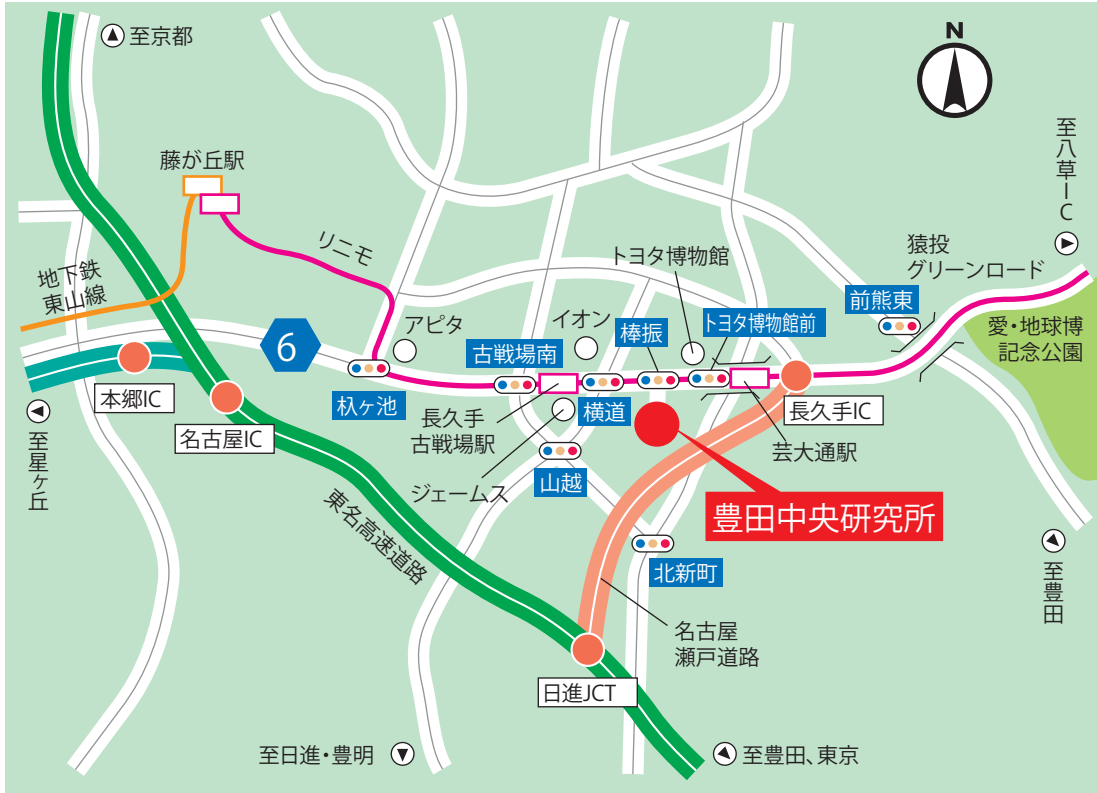 至京都
N
藤が丘駅
至八草IC
リニモ
猿投
グリーンロード
トヨタ博物館
地下鉄
東山線
前熊東
アピタ
イオン
棒振
トヨタ博物館前
愛・地球博
記念公園
6
古戦場南
杁ヶ池
本郷IC
長久手
古戦場駅
横道
長久手IC
至星ヶ丘
名古屋IC
芸大通駅
ジェームス
山越
豊田中央研究所
東名高速道路
北新町
至豊田
名古屋
瀬戸道路
日進JCT
至日進・豊明
至豊田、東京